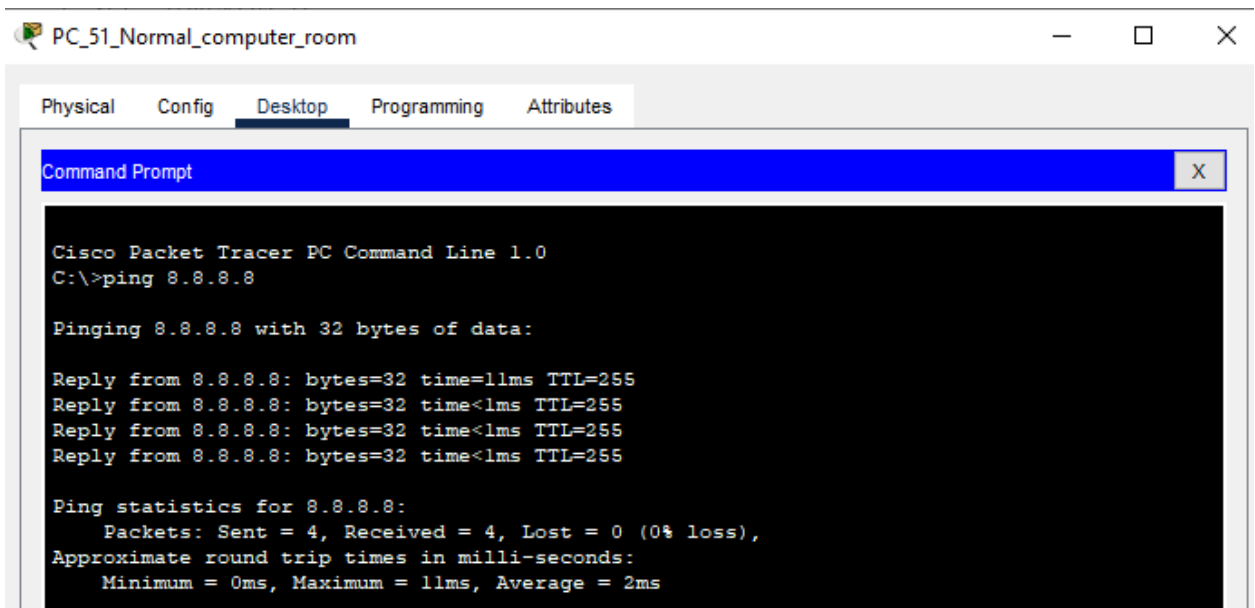 PC_51_Normal_computer_room
Physical Config Desktop Programming Attributes
Command Prompt
X
Cisco Packet Tracer PC Command Line 1.0
C:\>ping 8.8.8.8
Pinging 8.8.8.8 with 32 bytes of data:
Reply from 8.8.8.8: bytes=32 time=11ms TTL=255
Reply from 8.8.8.8: bytes=32 time<1ms TTL=255
Reply from 8.8.8.8: bytes=32 time<1ms TTL=255
Reply from 8.8.8.8: bytes=32 time<1ms TTL=255
Ping statistics for 8.8.8.8:
Packets: Sent = 4, Received = 4, Lost = 0 (0% loss),
Approximate round trip times in milli-seconds:
Minimum = 0ms, Maximum = 11ms, Average = 2ms